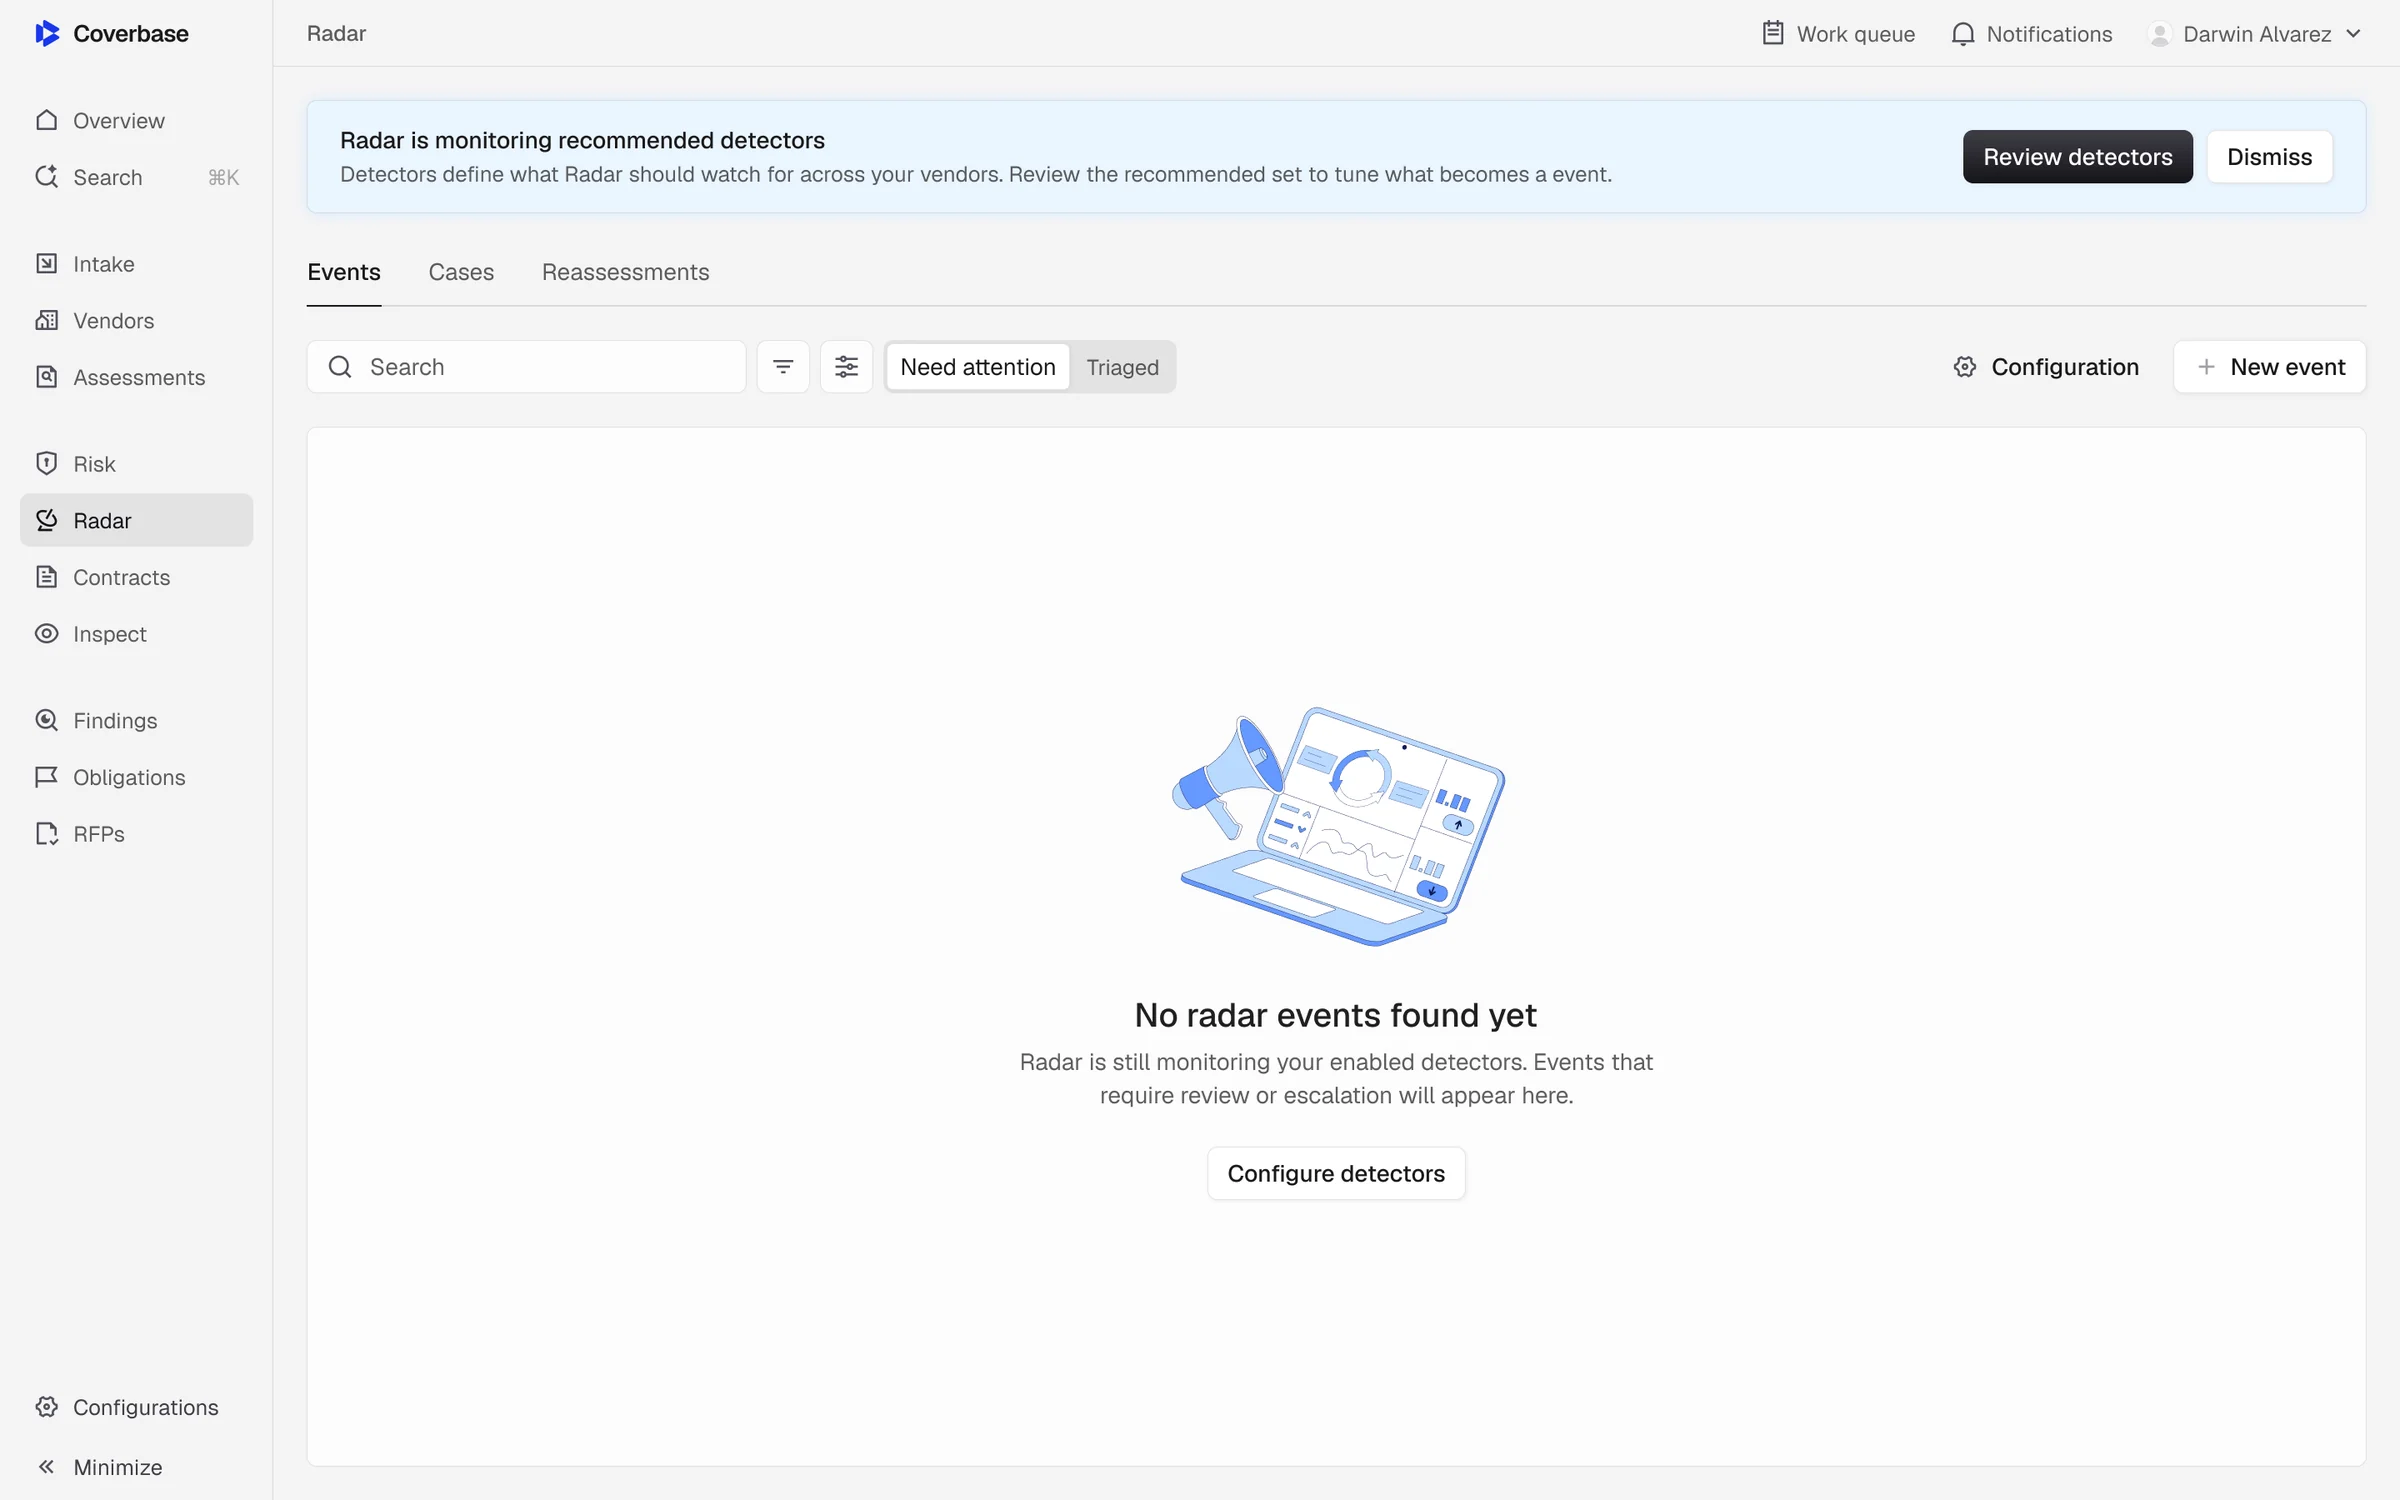 Coverbase
Overview
Search ⌘K
Intake
Vendors
Assessments
Risk
Radar
Contracts
Inspect
Findings
Obligations
RFPs
Configurations
Minimize
Radar
Work queue
Notifications
Darwin Alvarez
Radar is monitoring recommended detectors
Detectors define what Radar should watch for across your vendors. Review the recommended set to tune what becomes a event.
Review detectors
Dismiss
Events
Cases
Reassessments
Search
Need attention
Triaged
Configuration
New event
No radar events found yet
Radar is still monitoring your enabled detectors. Events that
require review or escalation will appear here.
Configure detectors